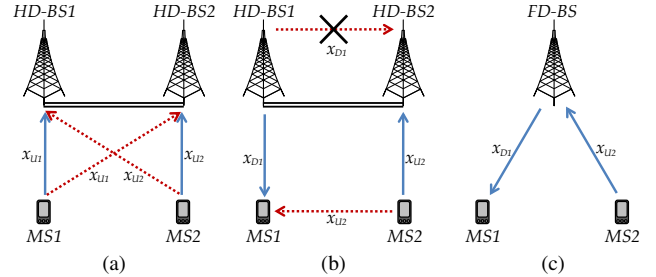 HD-BS1 HD-BS2 HD-BS1 HD-BS2 FD-BS
x_{D1}
x_{U1} x_{U1} x_{U2} x_{U2} x_{D1} x_{U2} x_{D1} x_{U2}
x_{U2}
MS1 MS2 MS1 MS2 MS1 MS2
(a) (b) (c)